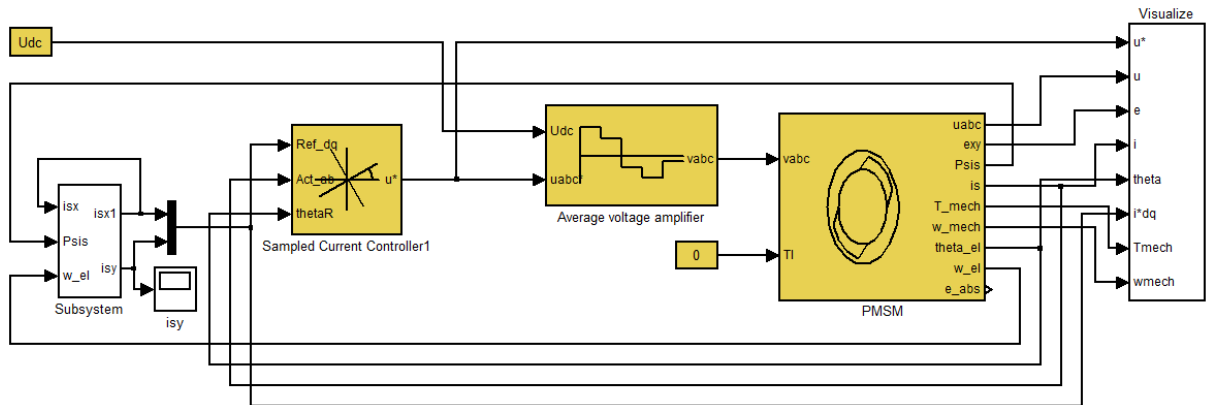 Visualize
Udc
u*
u
e
i
theta
i*dq
Tmech
wmech
Ref_dq
Act_ab
thetaR
u*
Sampled Current Controller1
Udc
uabc*
vabc
Average voltage amplifier
vabc
Tl
uabc
exy
Psis
is
T_mech
w_mech
theta_el
w_el
e_abs
PMSM
0
isx
Psis
w_el
isx1
isy
Subsystem
isy